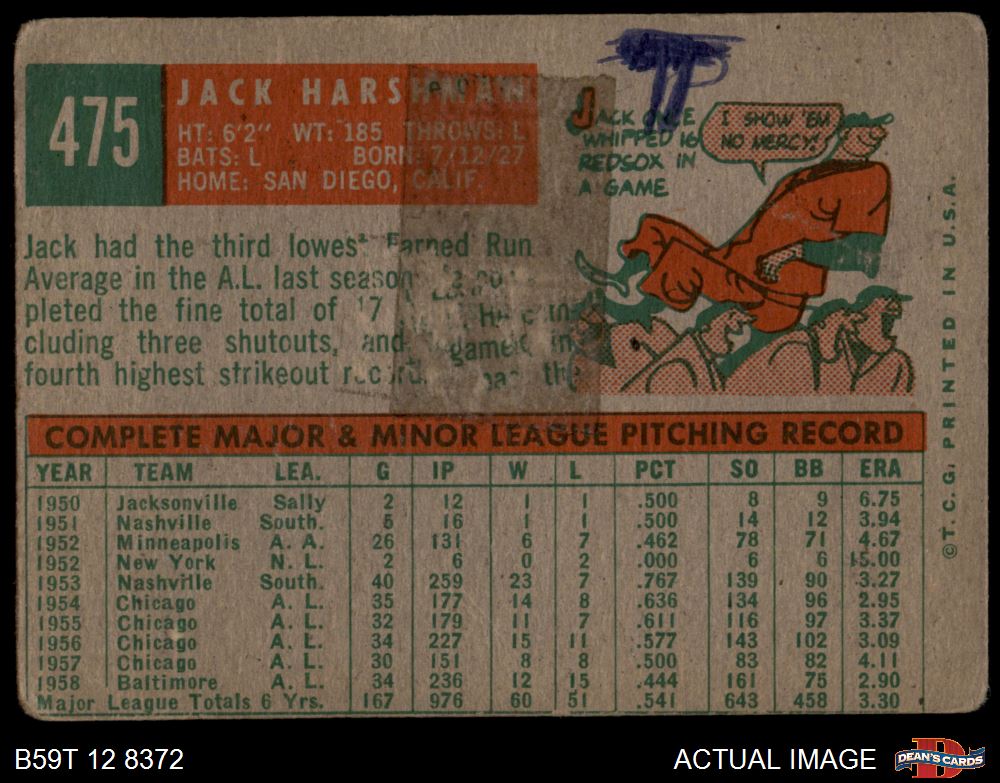 475
JACK HARSHMAN
HT: 6'2" WT: 185 THROWS: L
BATS: L BORN: 7/12/27
HOME: SAN DIEGO, CALIF.
JACK ONCE
WHIPPED 16
REDSOX IN
A GAME
I SHOW 'EM
NO MERCY!
Jack had the third lowes' Earned Run
Average in the A.L. last season
pleted the fine total of 17
cluding three shutouts, and
fourth highest strikeout the
COMPLETE MAJOR & MINOR LEAGUE PITCHING RECORD
YEAR TEAM LEA. G IP W L PCT SO BB ERA
1950 Jacksonville Sally 2 12 1 1 .500 8 9 6.75
1951 Nashville South. 5 16 1 1 .500 14 12 3.94
1952 Minneapolis A. A. 26 131 6 7 .462 78 71 4.67
1952 New York N. L. 2 6 0 2 .000 6 6 15.00
1953 Nashville South. 40 259 23 7 .767 139 90 3.27
1954 Chicago A. L. 35 177 14 8 .636 134 96 2.95
1955 Chicago A. L. 32 179 11 7 .611 116 97 3.37
1956 Chicago A. L. 34 227 15 11 .577 143 102 3.09
1957 Chicago A. L. 30 151 8 8 .500 83 82 4.11
1958 Baltimore A. L. 34 236 12 15 .444 161 75 2.90
Major League Totals 6 Yrs. 167 976 60 51 .541 643 458 3.30
©T.C.G. PRINTED IN U.S.A.
B59T 12 8372
ACTUAL IMAGE
DEAN'S CARDS